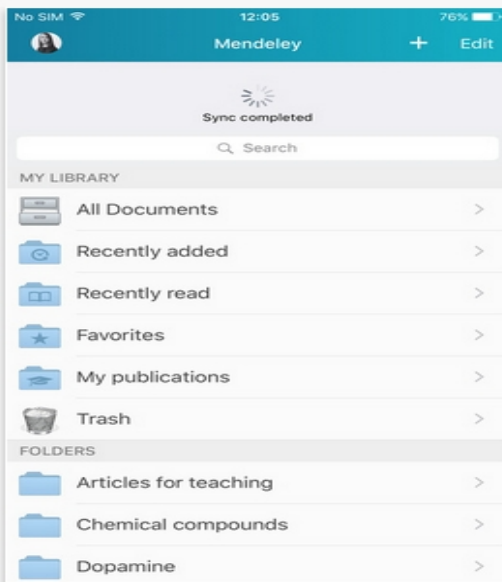 No SIM 12:05 76%
Mendeley + Edit
Sync completed
Search
MY LIBRARY
All Documents
Recently added
Recently read
Favorites
My publications
Trash
FOLDERS
Articles for teaching
Chemical compounds
Dopamine